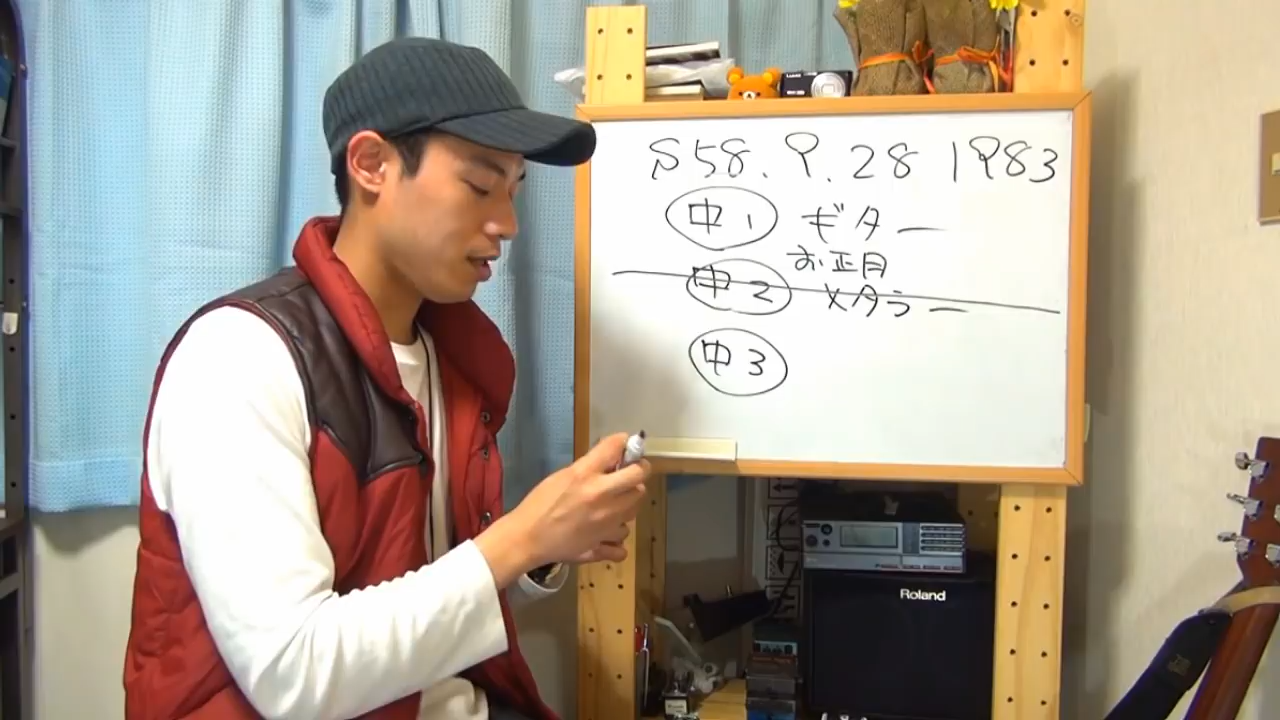 S58.9.28 1983
中1 ギター
お正月
中2 メタラー
中3
Roland